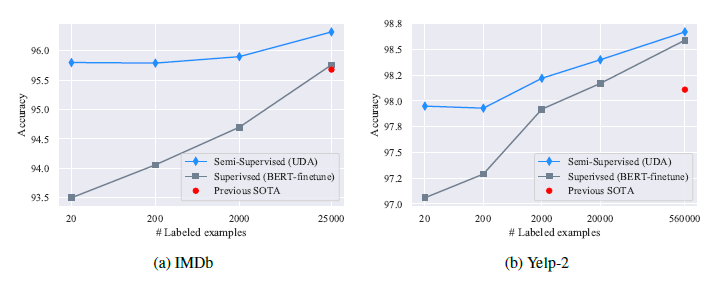 96.0
95.5
95.0
94.5
94.0
93.5
Accuracy
20
200
2000
25000
# Labeled examples
Semi-Supervised (UDA)
Superivsed (BERT-finetune)
Previous SOTA
(a) IMDb
98.8
98.5
98.2
98.0
97.8
97.5
97.2
97.0
Accuracy
20
200
2000
20000
560000
# Labeled examples
Semi-Supervised (UDA)
Superivsed (BERT-finetune)
Previous SOTA
(b) Yelp-2